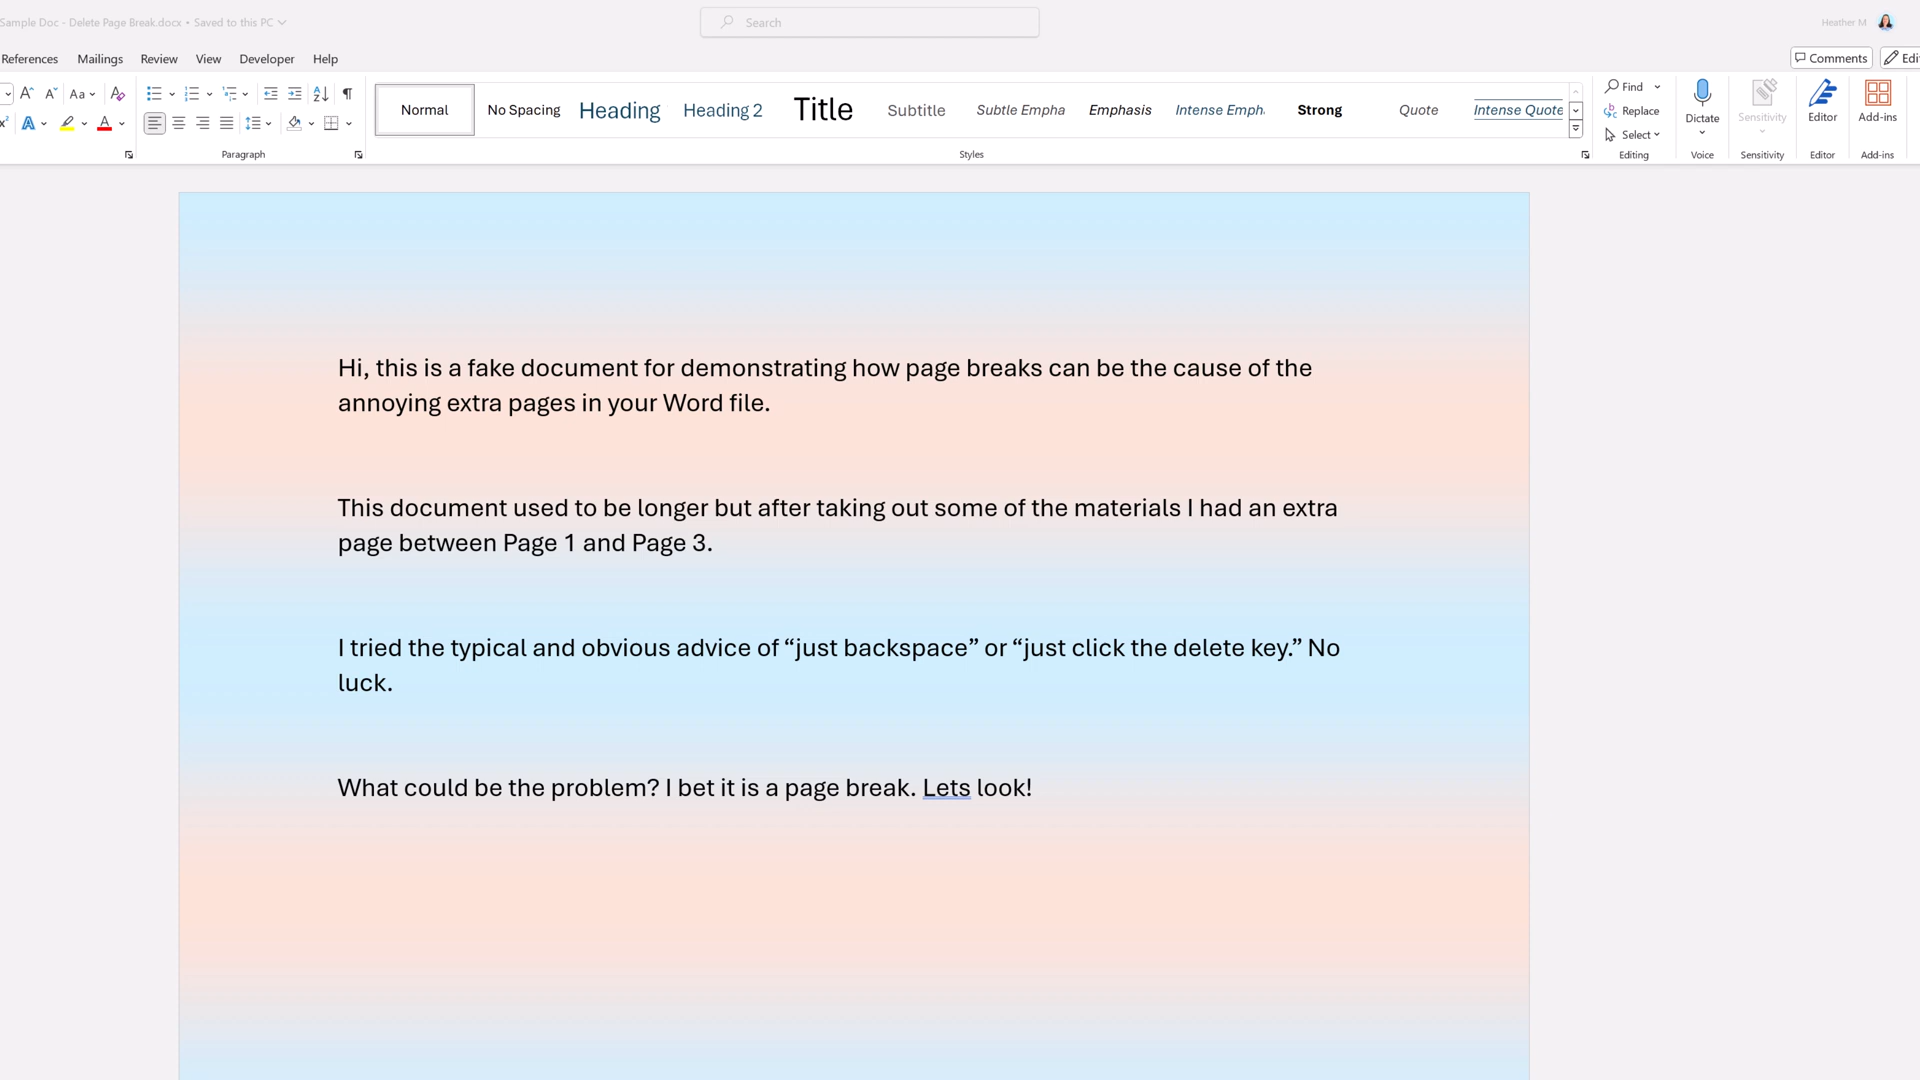 Sample Doc - Delete Page Break.docx • Saved to this PC
Search
Heather M
References Mailings Review View Developer Help
Comments
Aa
A
A
Normal
No Spacing
Heading
Heading 2
Title
Subtitle
Subtle Empha
Emphasis
Intense Emph
Strong
Quote
Intense Quote
Find
Replace
Select
Dictate
Sensitivity
Editor
Add-ins
Paragraph
Styles
Editing
Voice
Sensitivity
Editor
Add-ins
Hi, this is a fake document for demonstrating how page breaks can be the cause of the
annoying extra pages in your Word file.
This document used to be longer but after taking out some of the materials I had an extra
page between Page 1 and Page 3.
I tried the typical and obvious advice of “just backspace” or “just click the delete key.” No
luck.
What could be the problem? I bet it is a page break. Lets look!